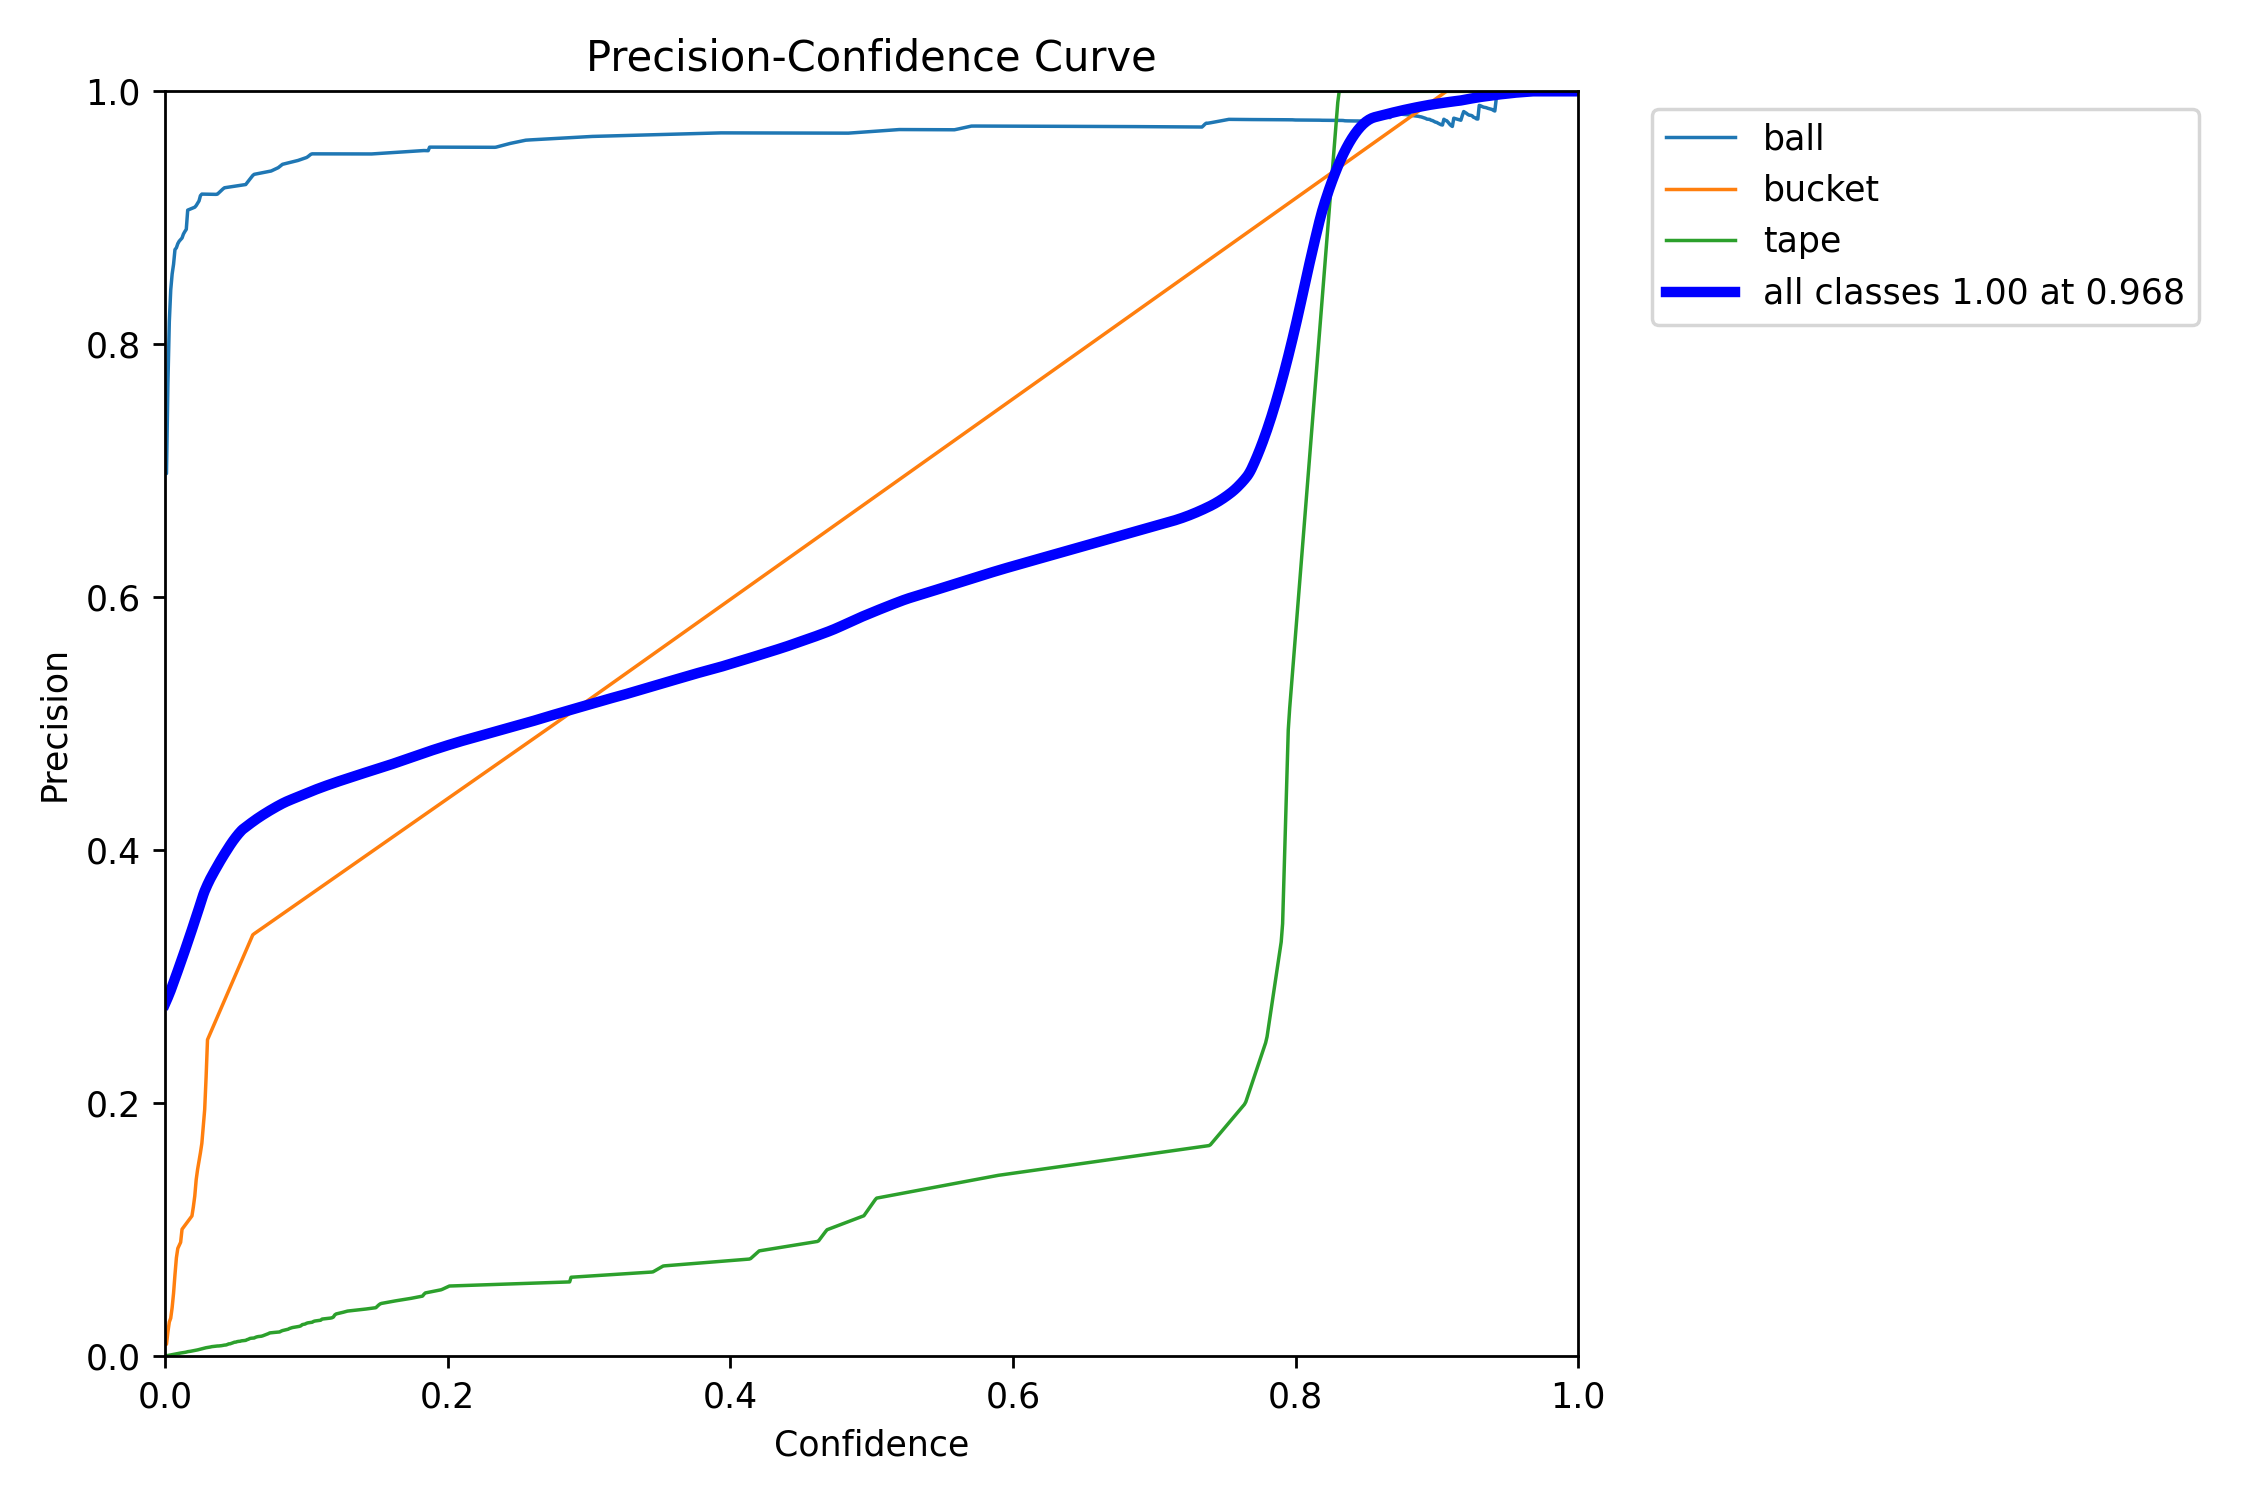 Precision-Confidence Curve
1.0
0.8
0.6
0.4
0.2
0.0
Precision
0.0 0.2 0.4 0.6 0.8 1.0
Confidence
ball
bucket
tape
all classes 1.00 at 0.968